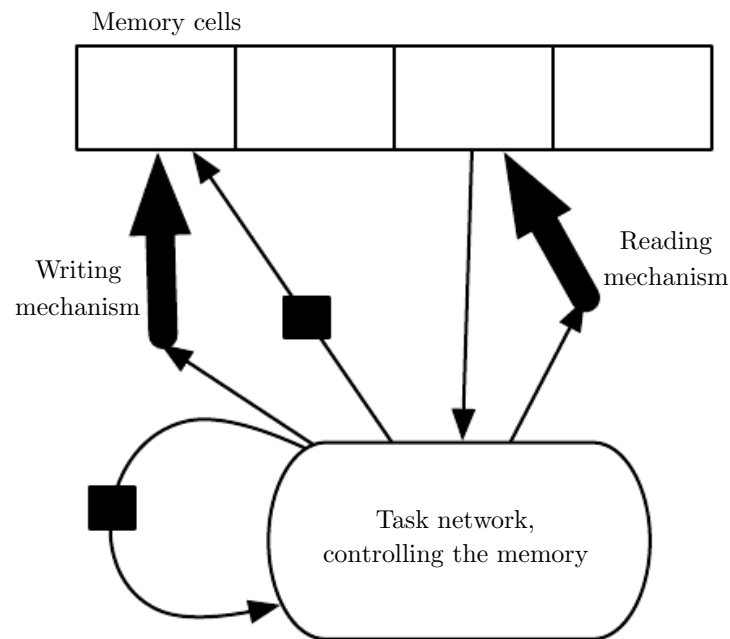 Memory cells
Writing
mechanism
Reading
mechanism
Task network,
controlling the memory